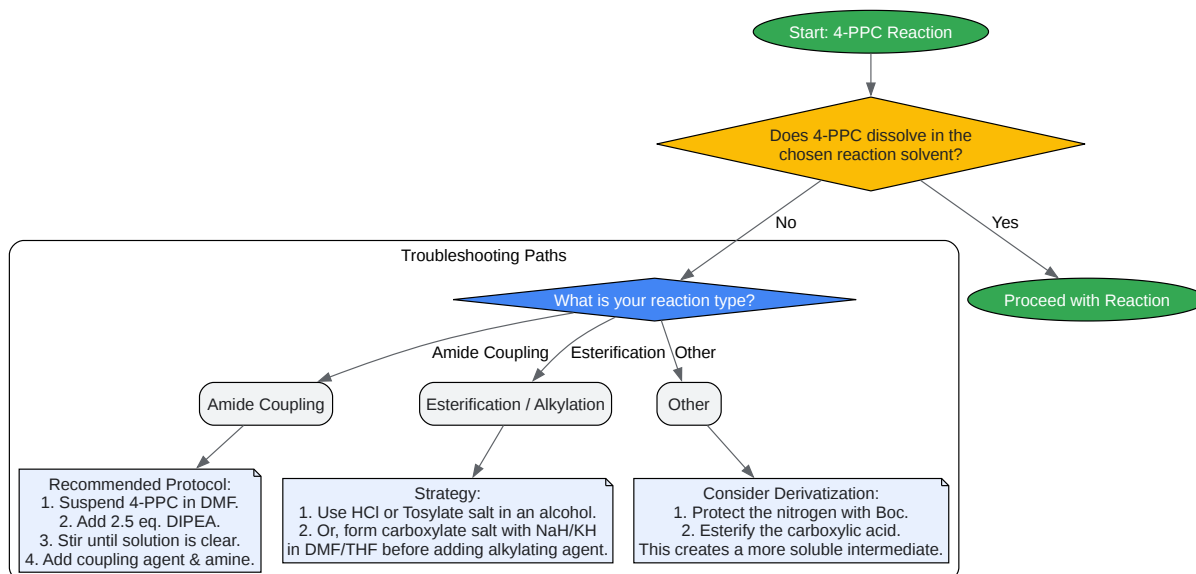 Start: 4-PPC Reaction
Does 4-PPC dissolve in the
chosen reaction solvent?
No
Yes
Troubleshooting Paths
What is your reaction type?
Proceed with Reaction
Amide Coupling
Esterification
Other
Amide Coupling
Esterification / Alkylation
Other
Recommended Protocol:
1. Suspend 4-PPC in DMF.
2. Add 2.5 eq. DIPEA.
3. Stir until solution is clear.
4. Add coupling agent & amine.
Strategy:
1. Use HCl or Tosylate salt in an alcohol.
2. Or, form carboxylate salt with NaH/KH
in DMF/THF before adding alkylating agent.
Consider Derivatization:
1. Protect the nitrogen with Boc.
2. Esterify the carboxylic acid.
This creates a more soluble intermediate.